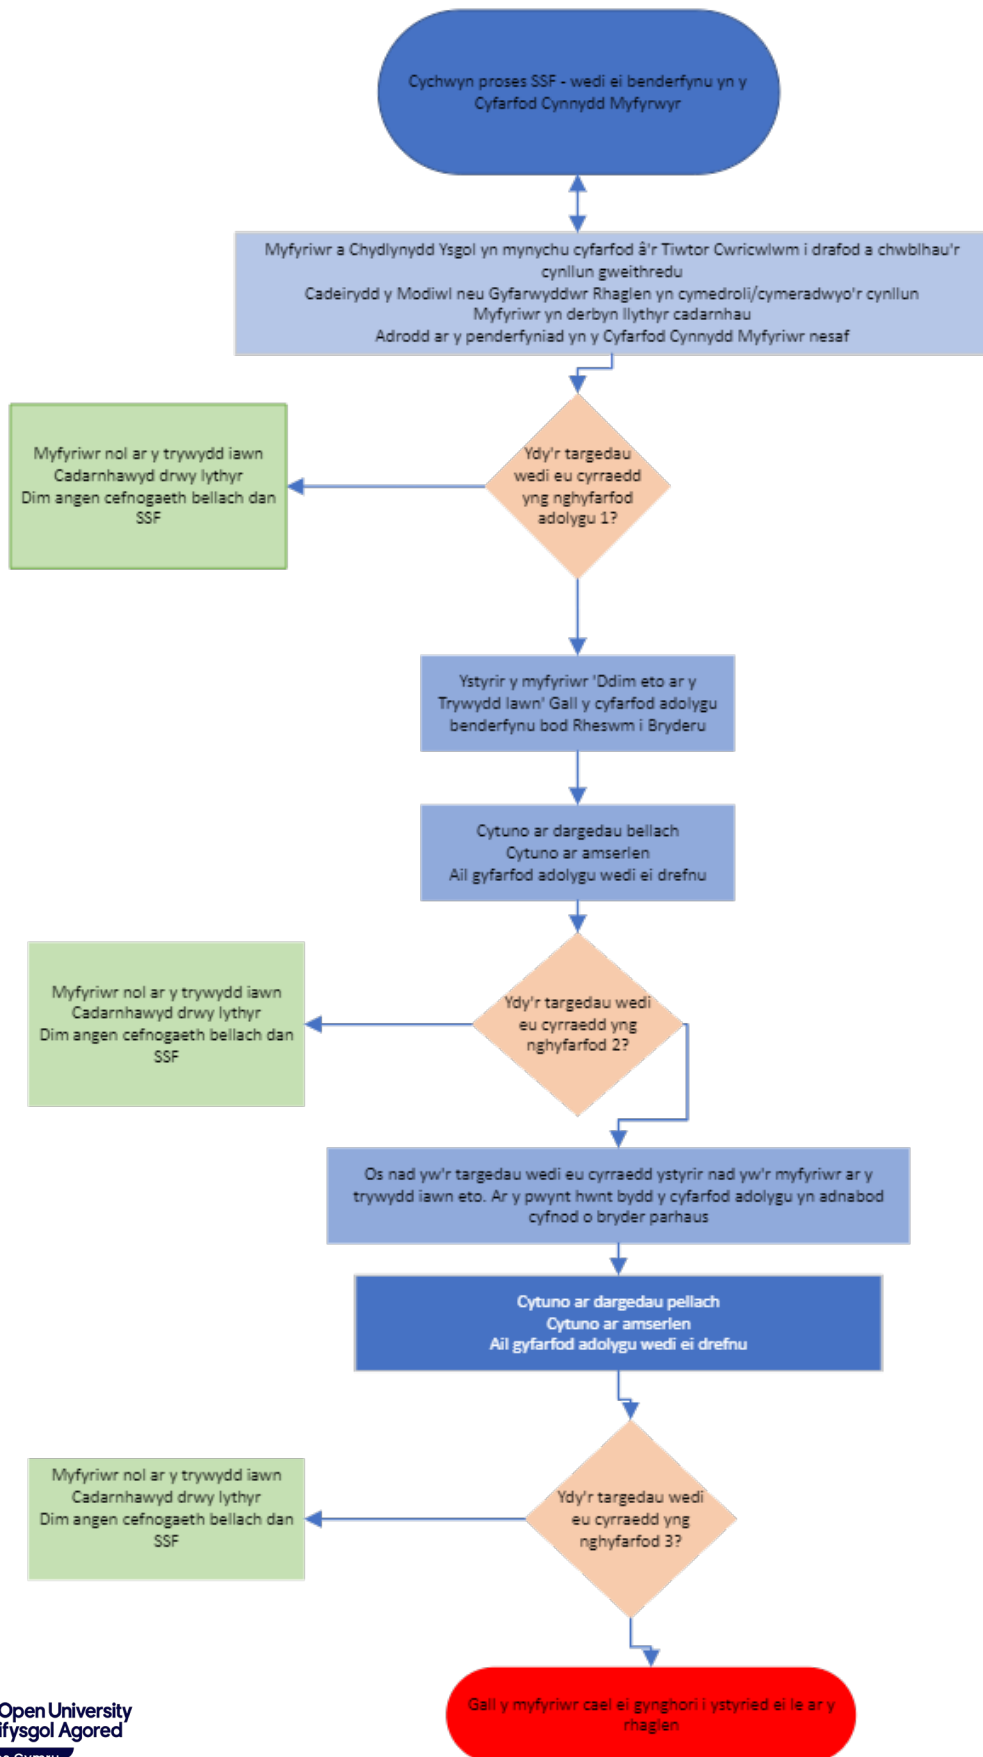 Cychwyn proses SSF - wedi ei benderfynu yn y
Cyfarfod Cynnydd Myfyrwyr
Myfyriwr a Chydlynydd Ysgol yn mynychu cyfarfod â'r Tiwtor Cwricwlwm i drafod a chwblhau'r
cynllun gweithredu
Cadeirydd y Modiwl neu Gyfarwyddwr Rhaglen yn cymedroli/cymeradwyo'r cynllun
Myfyriwr yn derbyn llythyr cadarnhau
Adrodd ar y penderfyniad yn y Cyfarfod Cynnydd Myfyriwr nesaf
Ydy'r targedau
wedi eu cyrraedd
yng nghyfarfod
adolygu 1?
Myfyriwr nol ar y trywydd iawn
Cadarnhawyd drwy lythyr
Dim angen cefnogaeth bellach dan
SSF
Ystyrir y myfyriwr 'Ddim eto ar y
Trywydd Iawn' Gall y cyfarfod adolygu
benderfynu bod Rheswm i Bryderu
Cytuno ar dargedau bellach
Cytuno ar amserlen
Ail gyfarfod adolygu wedi ei drefnu
Ydy'r targedau wedi
eu cyrraedd yng
nghyfarfod 2?
Myfyriwr nol ar y trywydd iawn
Cadarnhawyd drwy lythyr
Dim angen cefnogaeth bellach dan
SSF
Os nad yw'r targedau wedi eu cyrraedd ystyrir nad yw'r myfyriwr ar y
trywydd iawn eto. Ar y pwynt hwnt bydd y cyfarfod adolygu yn adnabod
cyfnod o bryder parhaus
Cytuno ar dargedau pellach
Cytuno ar amserlen
Ail gyfarfod adolygu wedi ei drefnu
Ydy'r targedau wedi
eu cyrraedd yng
nghyfarfod 3?
Myfyriwr nol ar y trywydd iawn
Cadarnhawyd drwy lythyr
Dim angen cefnogaeth bellach dan
SSF
Gall y myfyriwr cael ei gynghori i ystyried ei le ar y
rhaglen
Open University
ifysgol Agored